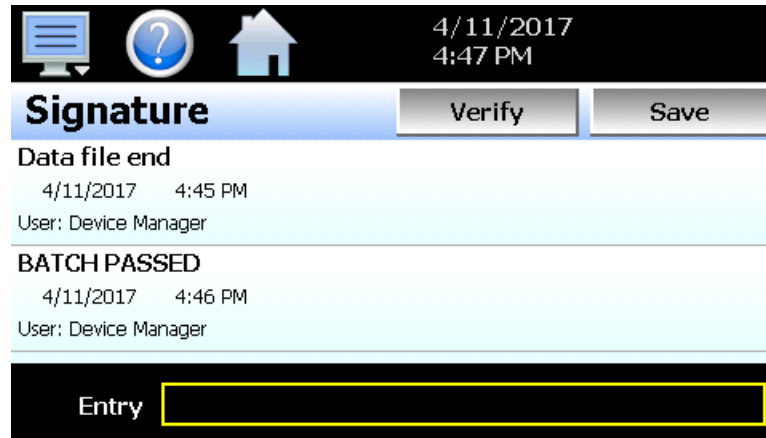 ?
4/11/2017
4:47 PM
Signature Verify Save
Data file end
4/11/2017 4:45 PM
User: Device Manager
BATCH PASSED
4/11/2017 4:46 PM
User: Device Manager
Entry